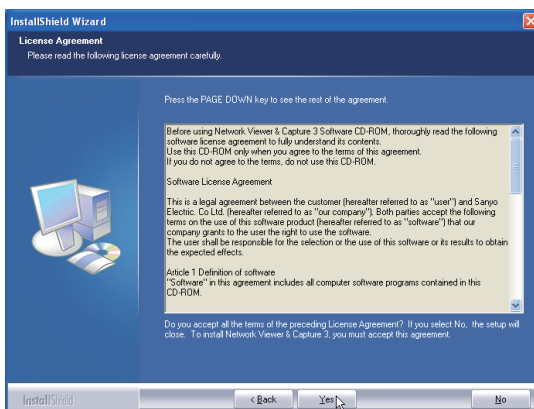 InstallShield Wizard
License Agreement
Please read the following license agreement carefully.
Press the PAGE DOWN key to see the rest of the agreement.
Before using Network Viewer & Capture 3 Software CD-ROM, thoroughly read the following
software license agreement to fully understand its contents.
Use this CD-ROM only when you agree to the terms of this agreement.
If you do not agree to the terms, do not use this CD-ROM.
Software License Agreement
This is a legal agreement between the customer (hereafter referred to as "user") and Sanyo
Electric. Co Ltd. (hereafter referred to as "our company"). Both parties accept the following
terms on the use of this software product (hereafter referred to as "software") that our
company grants to the user the right to use the software.
The user shall be responsible for the selection or the use of this software or its results to obtain
the expected effects.
Article 1 Definition of software
"Software" in this agreement includes all computer software programs contained in this
CD-ROM.
Do you accept all the terms of the preceding License Agreement? If you select No, the setup will
close. To install Network Viewer & Capture 3, you must accept this agreement.
InstallShield
< Back
Yes
No